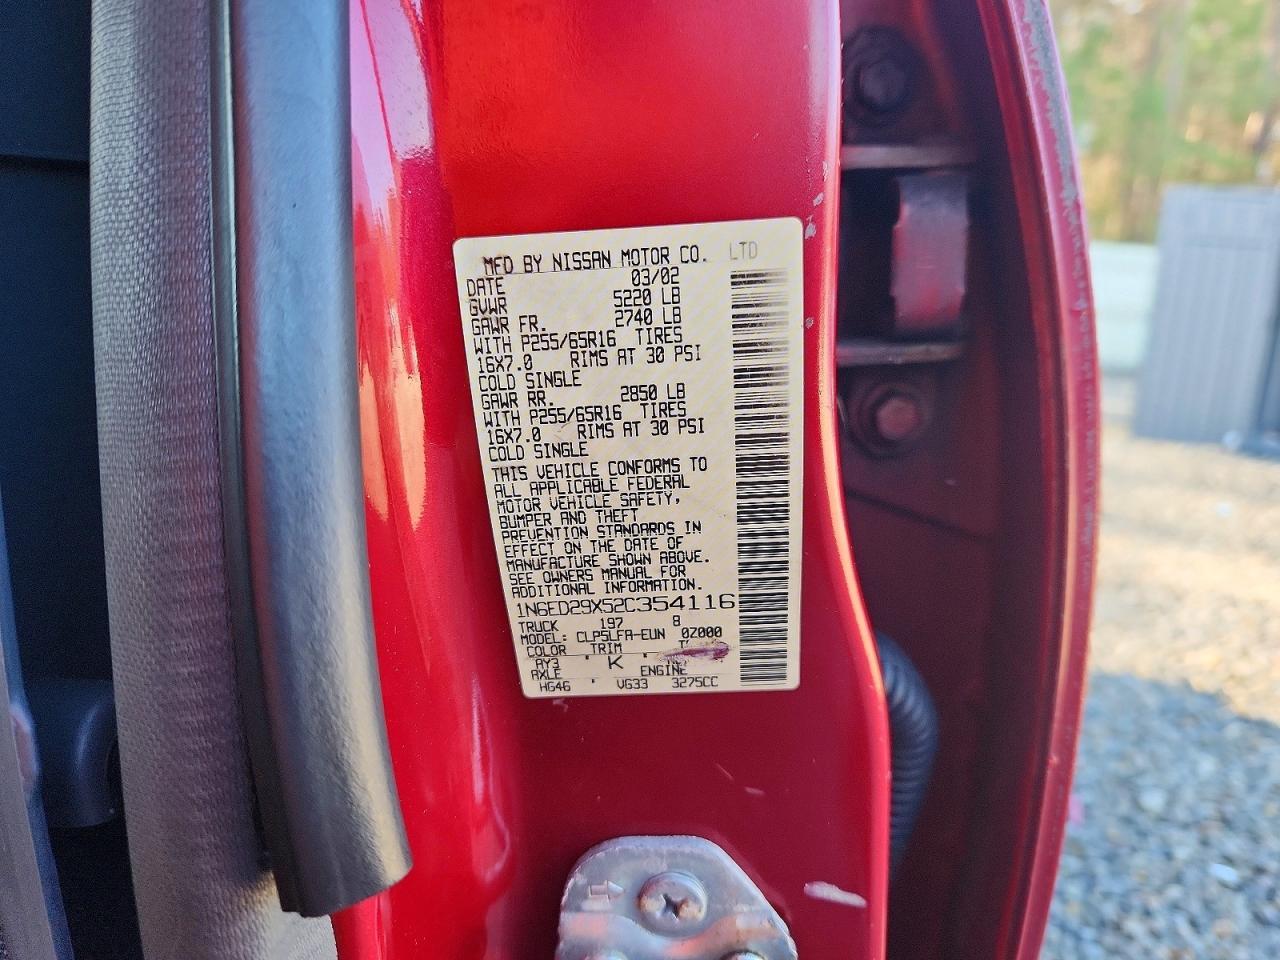 MFD BY NISSAN MOTOR CO. LTD
DATE 03/02
GVWR 5220 LB
GAWR FR. 2740 LB
WITH P255/65R16 TIRES
16X7.0 RIMS AT 30 PSI
COLD SINGLE
GAWR RR. 2850 LB
WITH P255/65R16 TIRES
16X7.0 RIMS AT 30 PSI
COLD SINGLE
THIS VEHICLE CONFORMS TO
ALL APPLICABLE FEDERAL
MOTOR VEHICLE SAFETY,
BUMPER AND THEFT
PREVENTION STANDARDS IN
EFFECT ON THE DATE OF
MANUFACTURE SHOWN ABOVE.
SEE OWNERS MANUAL FOR
ADDITIONAL INFORMATION.
1N6ED29X52C354116
TRUCK 197 8
MODEL: CLP5LFA-EUN 0Z000
COLOR TRIM
AY3 K
AXLE ENGINE
HG46 VG33 3275CC